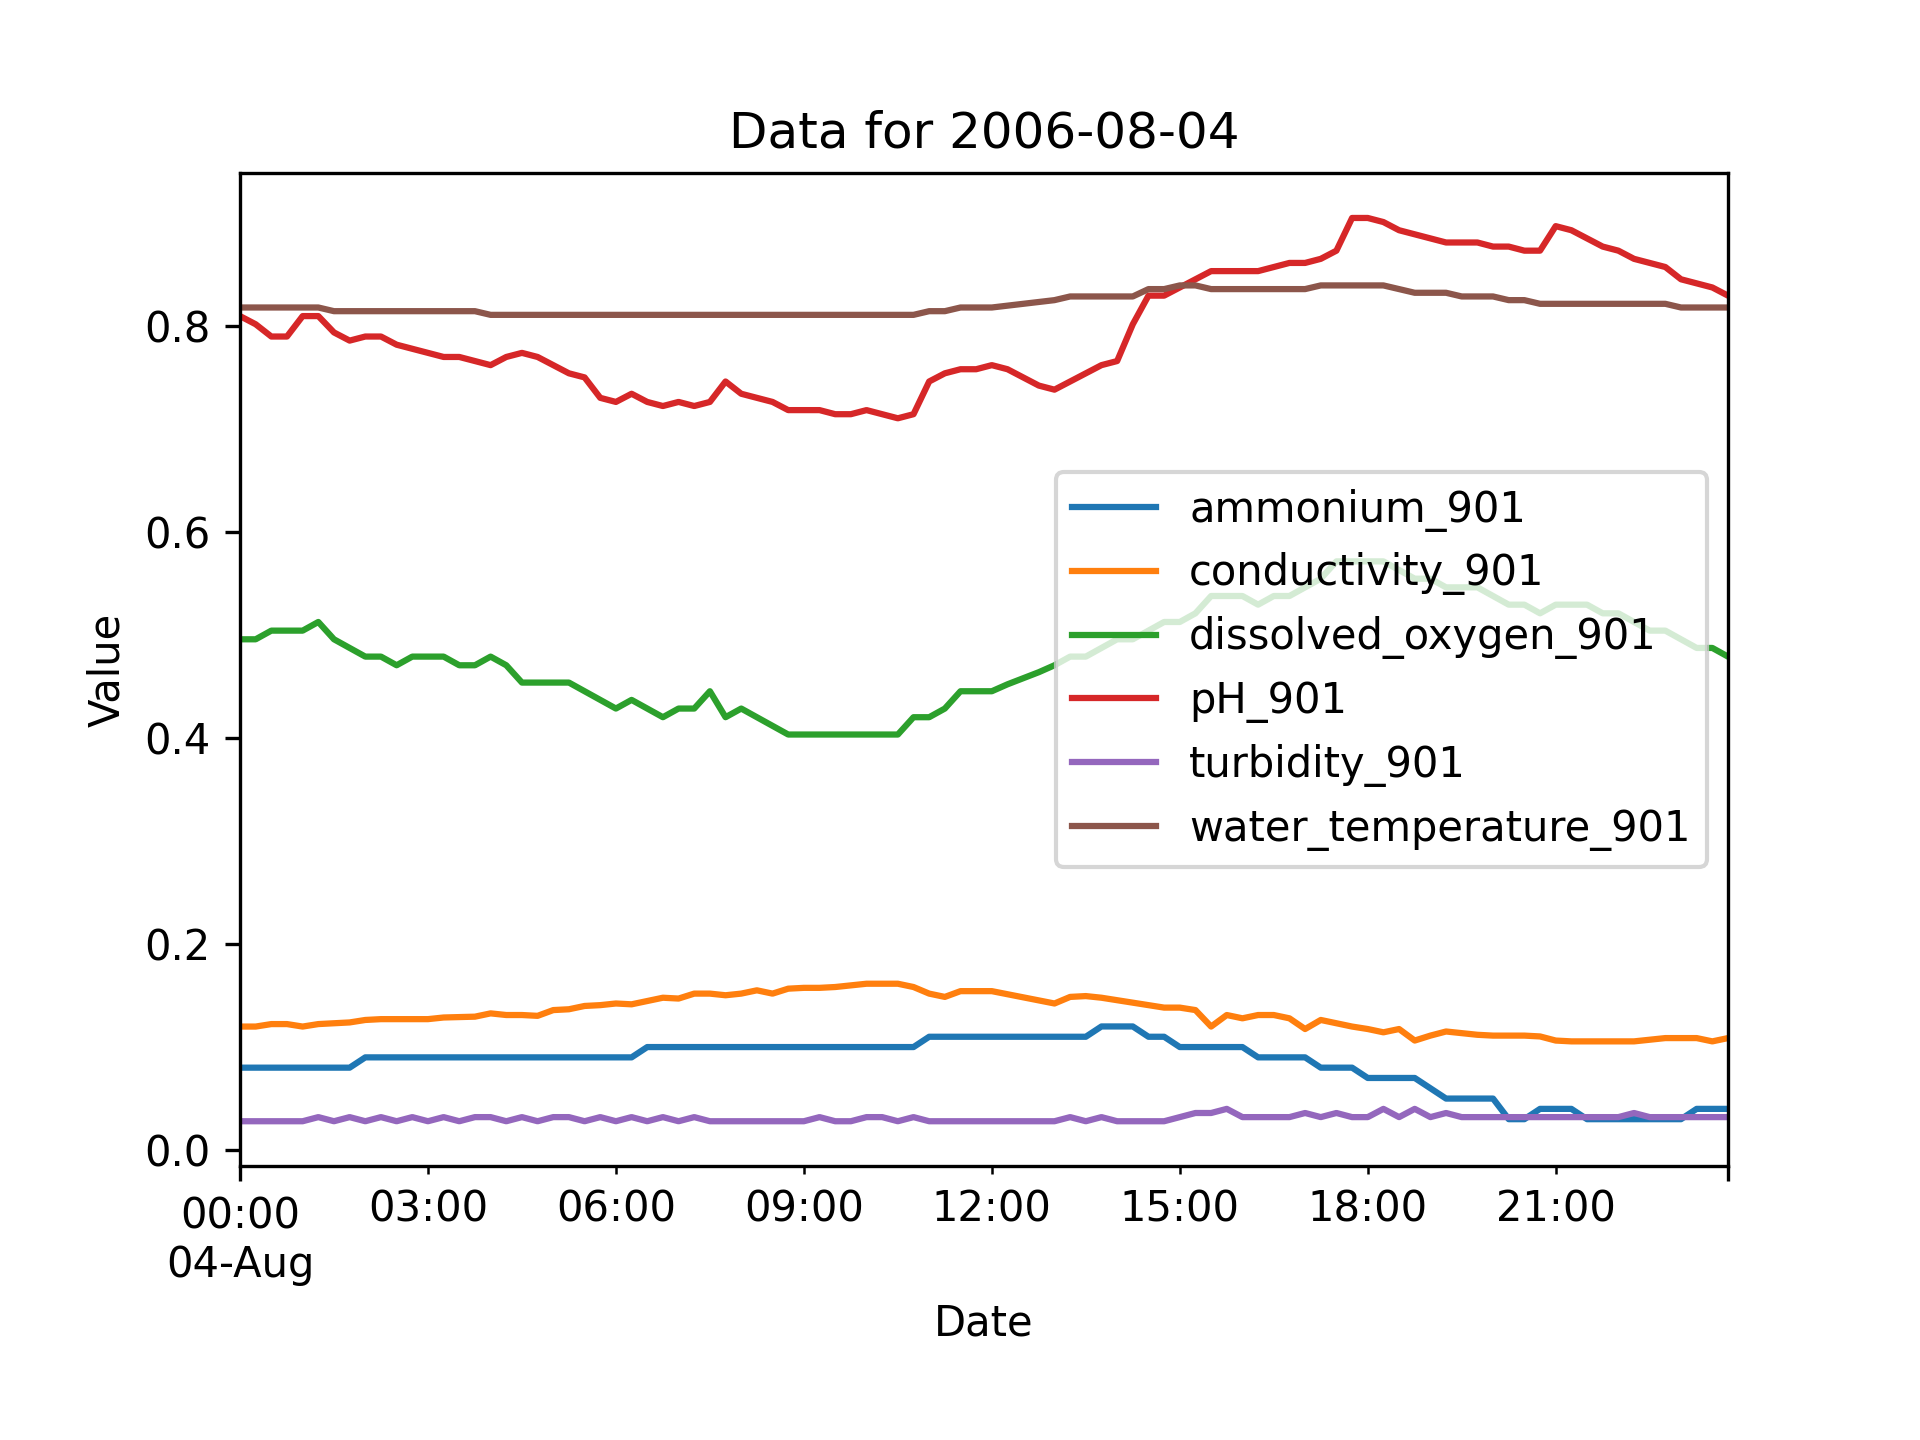 Data for 2006-08-04
Value
0.8
0.6
0.4
0.2
0.0
ammonium_901
conductivity_901
dissolved_oxygen_901
pH_901
turbidity_901
water_temperature_901
00:00 03:00 06:00 09:00 12:00 15:00 18:00 21:00
04-Aug
Date